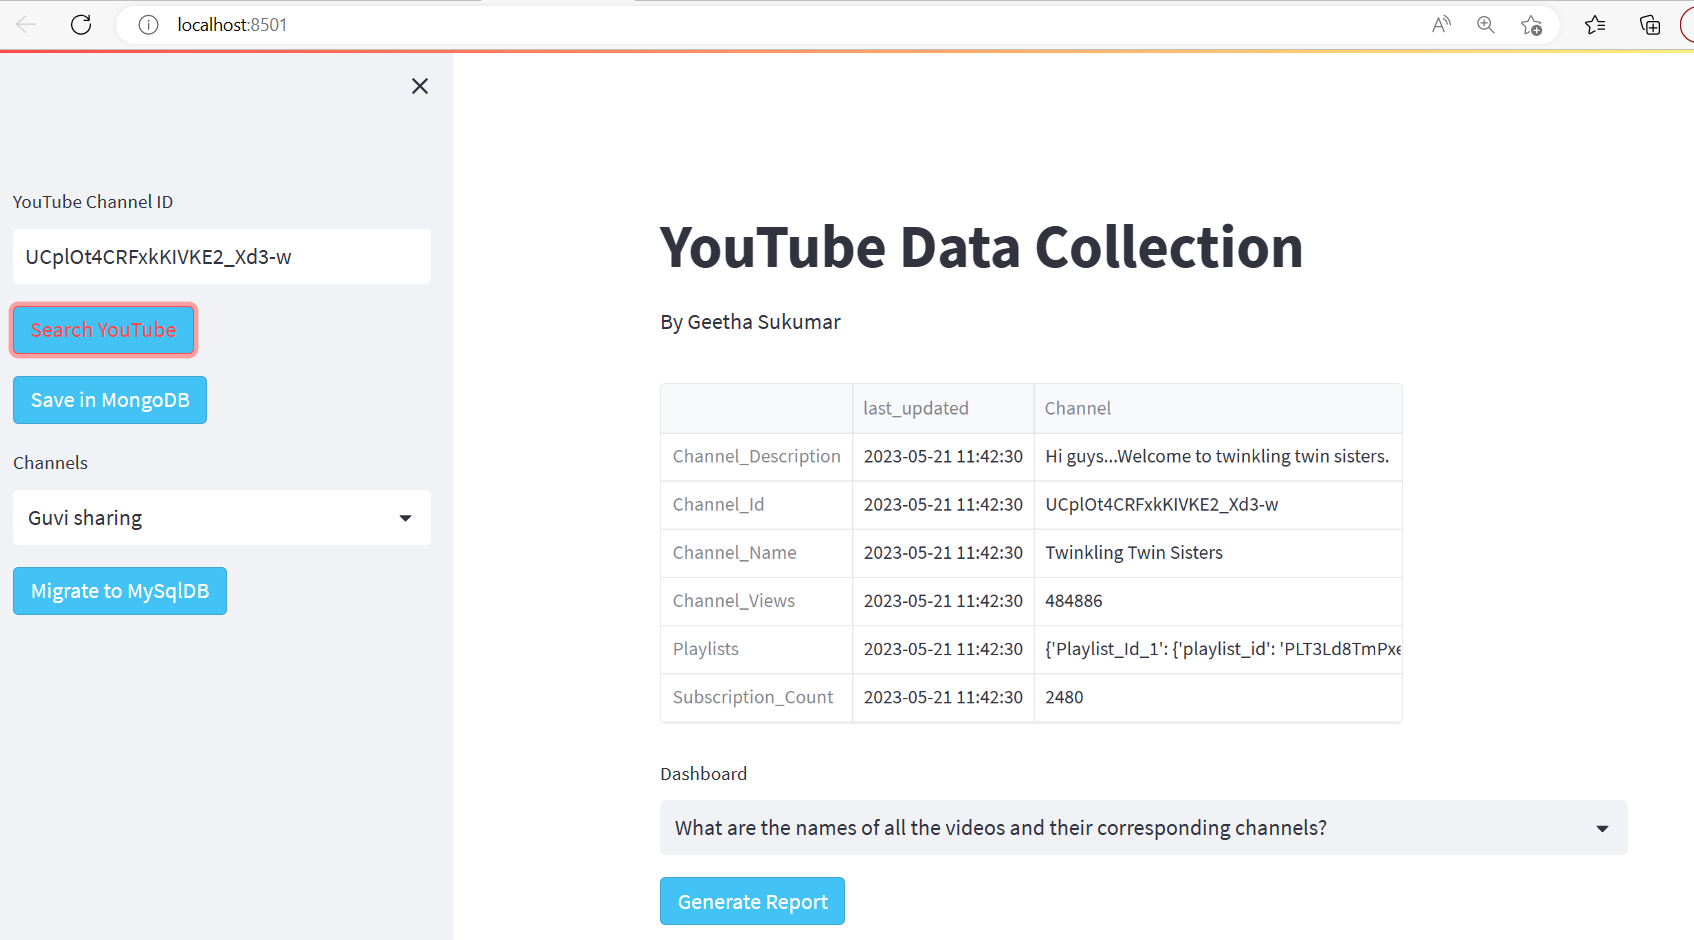 localhost:8501
YouTube Channel ID
UCplOt4CRFxkKIVKE2_Xd3-w
Search YouTube
Save in MongoDB
Channels
Guvi sharing
Migrate to MySqlDB
YouTube Data Collection
By Geetha Sukumar
last_updated Channel
Channel_Description 2023-05-21 11:42:30 Hi guys...Welcome to twinkling twin sisters.
Channel_Id 2023-05-21 11:42:30 UCplOt4CRFxkKIVKE2_Xd3-w
Channel_Name 2023-05-21 11:42:30 Twinkling Twin Sisters
Channel_Views 2023-05-21 11:42:30 484886
Playlists 2023-05-21 11:42:30 {'Playlist_Id_1': {'playlist_id': 'PLT3Ld8TmPxe
Subscription_Count 2023-05-21 11:42:30 2480
Dashboard
What are the names of all the videos and their corresponding channels?
Generate Report